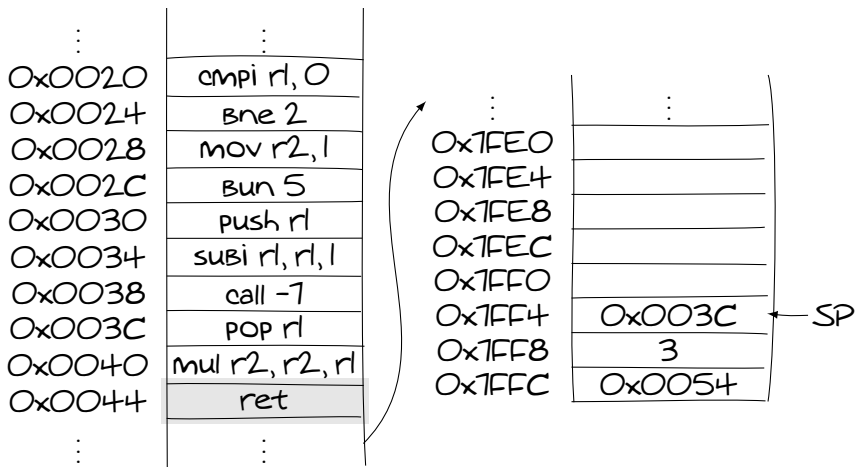 ⋮ ⋮
0x0020 cmpi r1, 0
0x0024 bne 2
0x0028 mov r2, 1
0x002C bun 5
0x0030 push r1
0x0034 subi r1, r1, 1
0x0038 call -7
0x003C pop r1
0x0040 mul r2, r2, r1
0x0044 ret
⋮ ⋮
⋮ ⋮
0x7FE0
0x7FE4
0x7FE8
0x7FEC
0x7FF0
0x7FF4 0x003C SP
0x7FF8 3
0x7FFC 0x0054